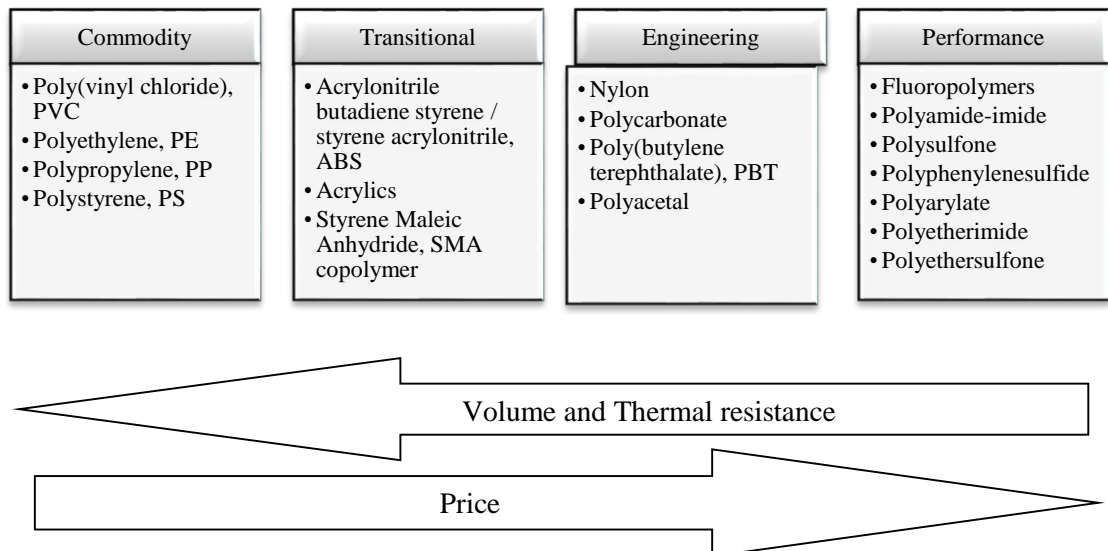 Commodity
• Poly(vinyl chloride),
PVC
• Polyethylene, PE
• Polypropylene, PP
• Polystyrene, PS
Transitional
• Acrylonitrile
butadiene styrene /
styrene acrylonitrile,
ABS
• Acrylics
• Styrene Maleic
Anhydride, SMA
copolymer
Engineering
• Nylon
• Polycarbonate
• Poly(butylene
terephthalate), PBT
• Polyacetal
Performance
• Fluoropolymers
• Polyamide-imide
• Polysulfone
• Polyphenylenesulfide
• Polyarylate
• Polyetherimide
• Polyethersulfone
Volume and Thermal resistance
Price